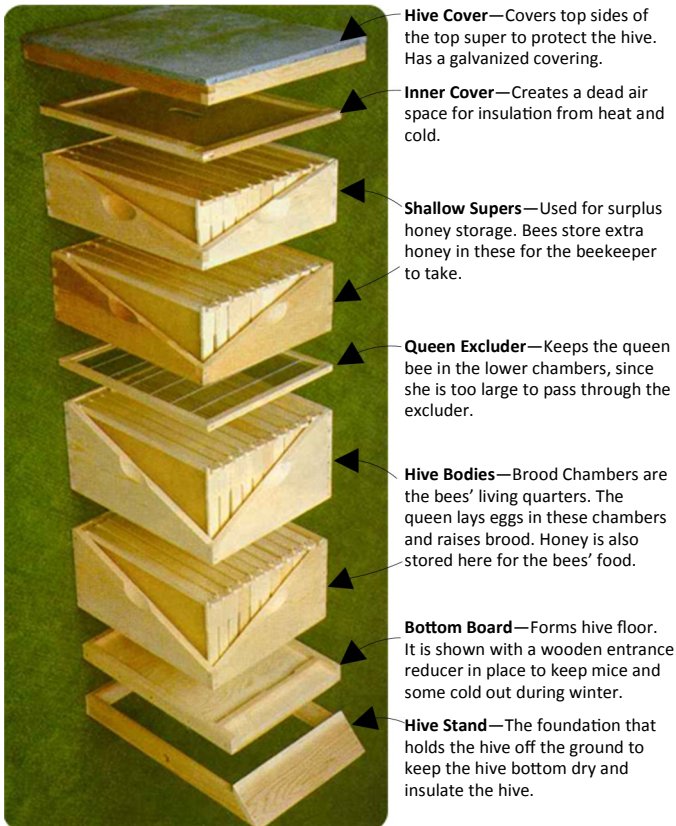 Hive Cover—Covers top sides of
the top super to protect the hive.
Has a galvanized covering.
Inner Cover—Creates a dead air
space for insulation from heat and
cold.
Shallow Supers—Used for surplus
honey storage. Bees store extra
honey in these for the beekeeper
to take.
Queen Excluder—Keeps the queen
bee in the lower chambers, since
she is too large to pass through the
excluder.
Hive Bodies—Brood Chambers are
the bees’ living quarters. The
queen lays eggs in these chambers
and raises brood. Honey is also
stored here for the bees’ food.
Bottom Board—Forms hive floor.
It is shown with a wooden entrance
reducer in place to keep mice and
some cold out during winter.
Hive Stand—The foundation that
holds the hive off the ground to
keep the hive bottom dry and
insulate the hive.